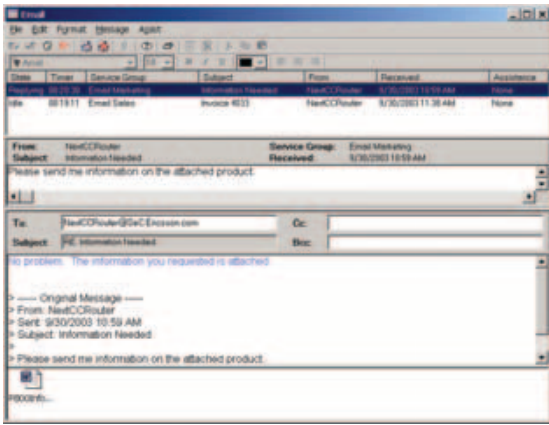 Email
File Edit Format Message Agent
Arial 10
State Timer Service Group Subject From Received Assistance
Replying 00:20:30 Email Marketing Information Needed NextCCRouter 9/30/2003 10:59 AM None
Idle 00:19:11 Email Sales Invoice 4033 NextCCRouter 9/30/2003 11:38 AM None
From: NextCCRouter Service Group: Email Marketing
Subject: Information Needed Received: 9/30/2003 10:59 AM
Please send me information on the attached product.
To: NextCCRouter@SeC.Ericsson.com Cc:
Subject: RE: Information Needed Bcc:
No problem. The information you requested is attached
> ----- Original Message -----
> From: NextCCRouter
> Sent: 9/30/2003 10:59 AM
> Subject: Information Needed
>
> Please send me information on the attached product.